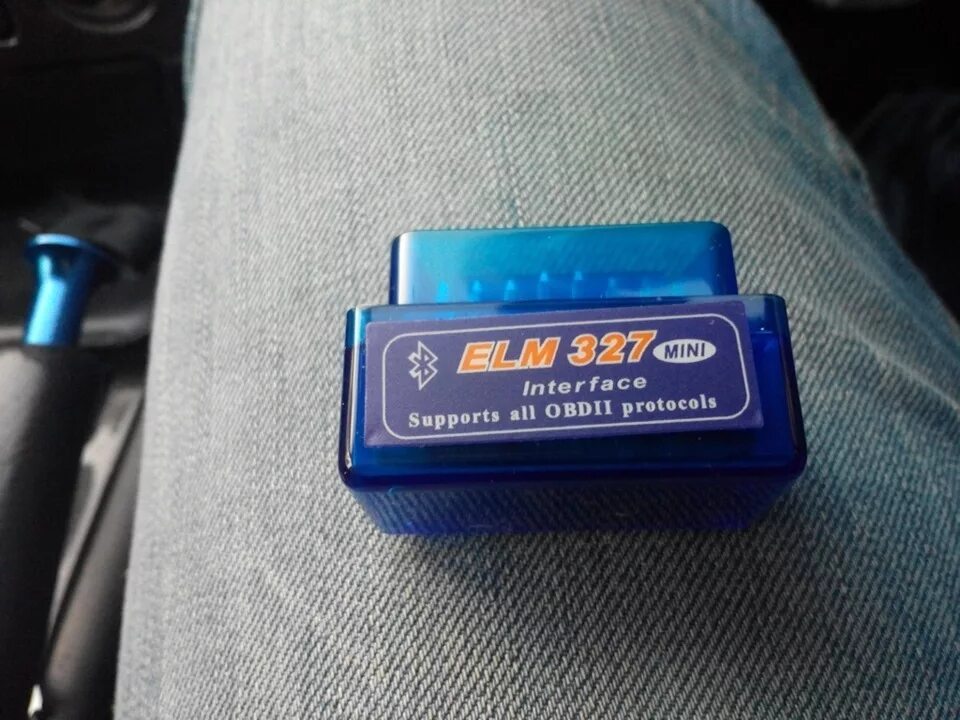 ELM 327 MINI
Interface
Supports all OBDII protocols